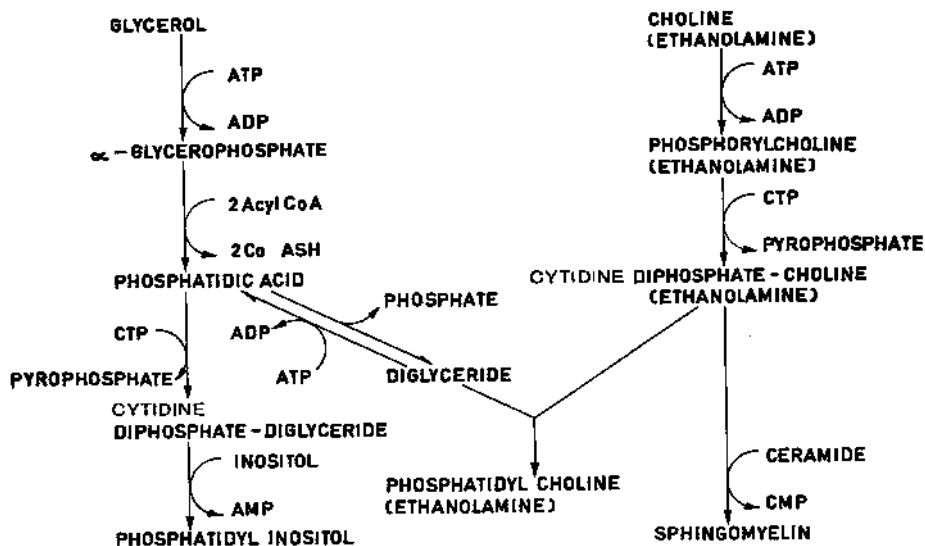 GLYCEROL
ATP
ADP
α-GLYCEROPHOSPHATE
2 Acyl CoA
2 Co ASH
PHOSPHATIDIC ACID
CTP
PYROPHOSPHATE
CYTIDINE
DIPHOSPHATE-DIGLYCERIDE
INOSITOL
AMP
PHOSPHATIDYL INOSITOL
PHOSPHATE
ADP
ATP
DIGLYCERIDE
PHOSPHATIDYL CHOLINE
(ETHANOLAMINE)
CHOLINE
(ETHANOLAMINE)
ATP
ADP
PHOSPHORYLCHOLINE
(ETHANOLAMINE)
CTP
PYROPHOSPHATE
CYTIDINE DIPHOSPHATE-CHOLINE
(ETHANOLAMINE)
CERAMIDE
CMP
SPHINGOMYELIN